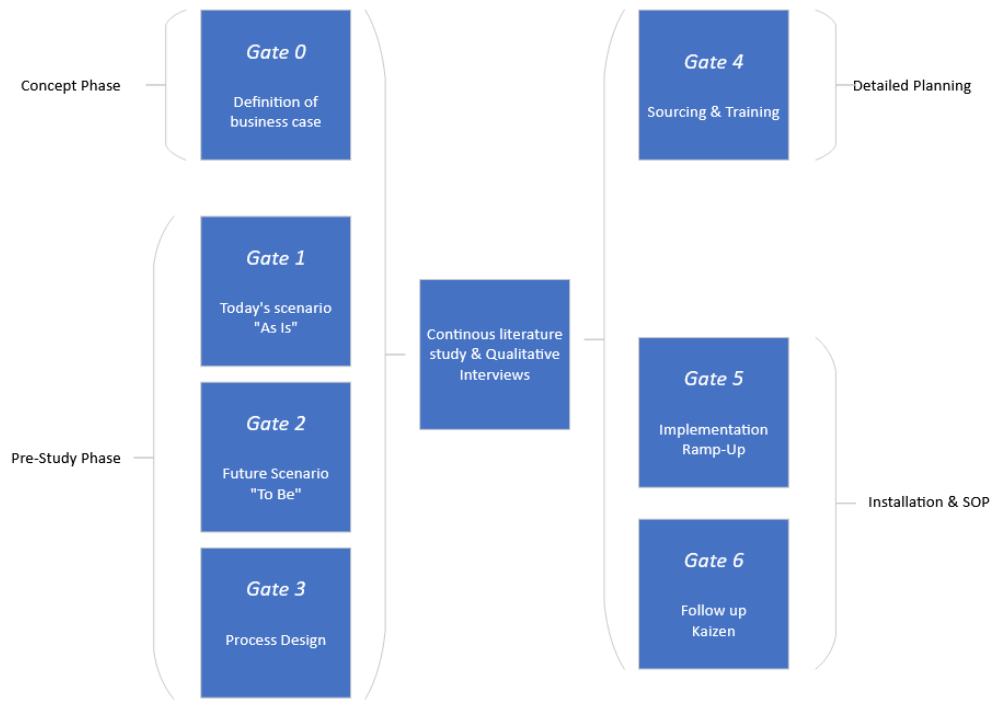 Concept Phase
Gate 0
Definition of
business case
Pre-Study Phase
Gate 1
Today's scenario
"As Is"
Gate 2
Future Scenario
"To Be"
Gate 3
Process Design
Continous literature
study & Qualitative
Interviews
Gate 4
Sourcing & Training
Detailed Planning
Gate 5
Implementation
Ramp-Up
Gate 6
Follow up
Kaizen
Installation & SOP